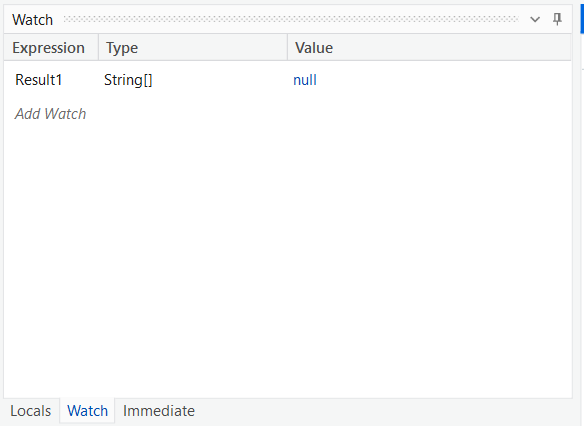 Watch
Expression Type Value
Result1 String[] null
Add Watch
Locals Watch Immediate